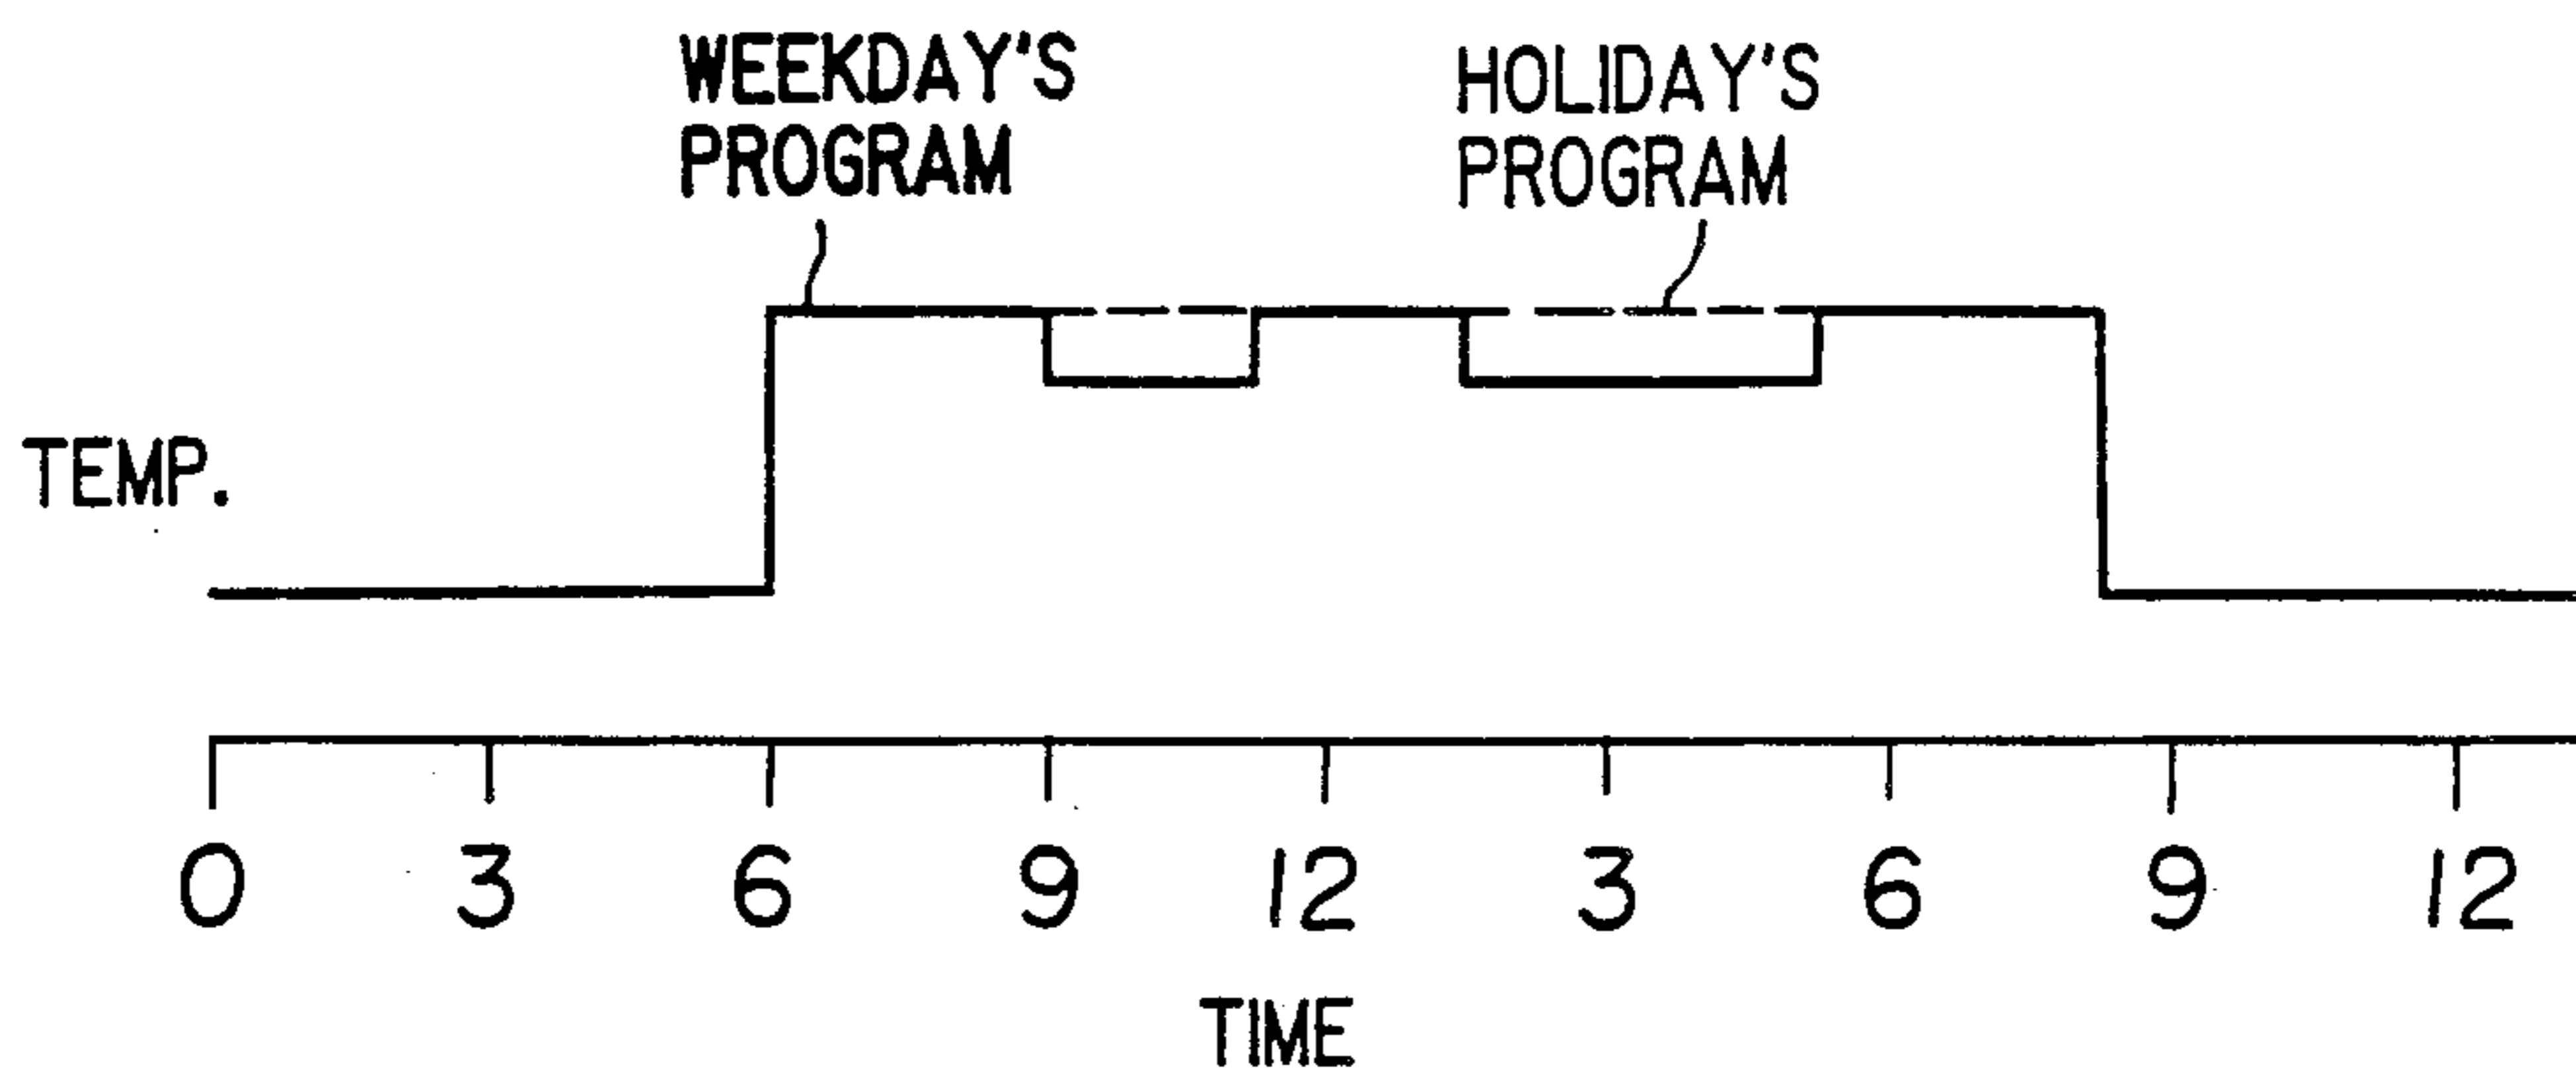 WEEKDAY'S
PROGRAM
HOLIDAY'S
PROGRAM
TEMP.
0 3 6 9 12 3 6 9 12
TIME